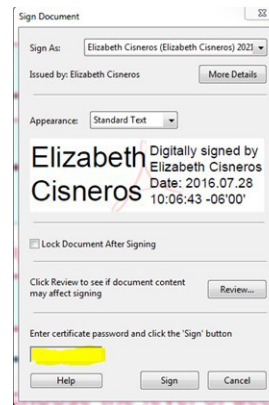 Sign Document
Sign As: Elizabeth Cisneros (Elizabeth Cisneros) 2021
Issued by: Elizabeth Cisneros More Details
Appearance: Standard Text
Elizabeth Cisneros
Digitally signed by
Elizabeth Cisneros
Date: 2016.07.28
10:06:43 -06'00'
Lock Document After Signing
Click Review to see if document content
may affect signing
Review...
Enter certificate password and click the 'Sign' button
Help Sign Cancel